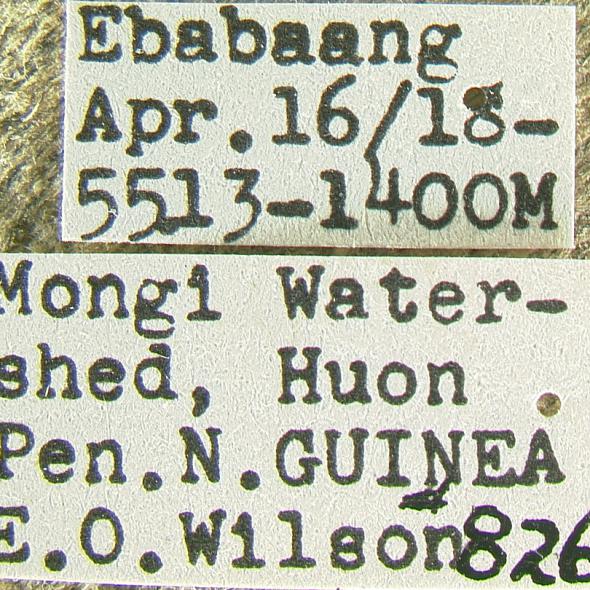 Ebabaang
Apr.16/18-
5513-1400M
Mongi Water-
shed, Huon
Pen.N.GUINEA
E.O.Wilson826